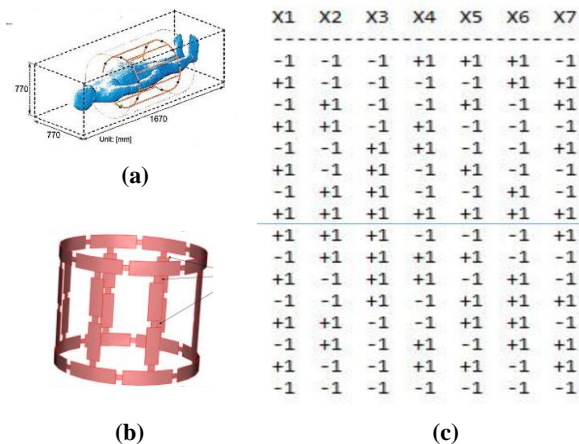 770
770
1670
Unit: [mm]
(a)
(b)
X1 X2 X3 X4 X5 X6 X7
-1 -1 -1 +1 +1 +1 -1
+1 -1 -1 -1 -1 +1 +1
-1 +1 -1 -1 +1 -1 +1
+1 +1 -1 +1 -1 -1 -1
-1 -1 +1 +1 -1 -1 +1
+1 -1 +1 -1 +1 -1 -1
-1 +1 +1 -1 -1 +1 -1
+1 +1 +1 +1 +1 +1 +1
+1 +1 +1 -1 -1 -1 +1
-1 +1 +1 +1 +1 -1 -1
+1 -1 +1 +1 -1 +1 -1
-1 -1 +1 -1 +1 +1 +1
+1 +1 -1 -1 +1 +1 -1
-1 +1 -1 +1 -1 +1 +1
+1 -1 -1 +1 +1 -1 +1
-1 -1 -1 -1 -1 -1 -1
(c)